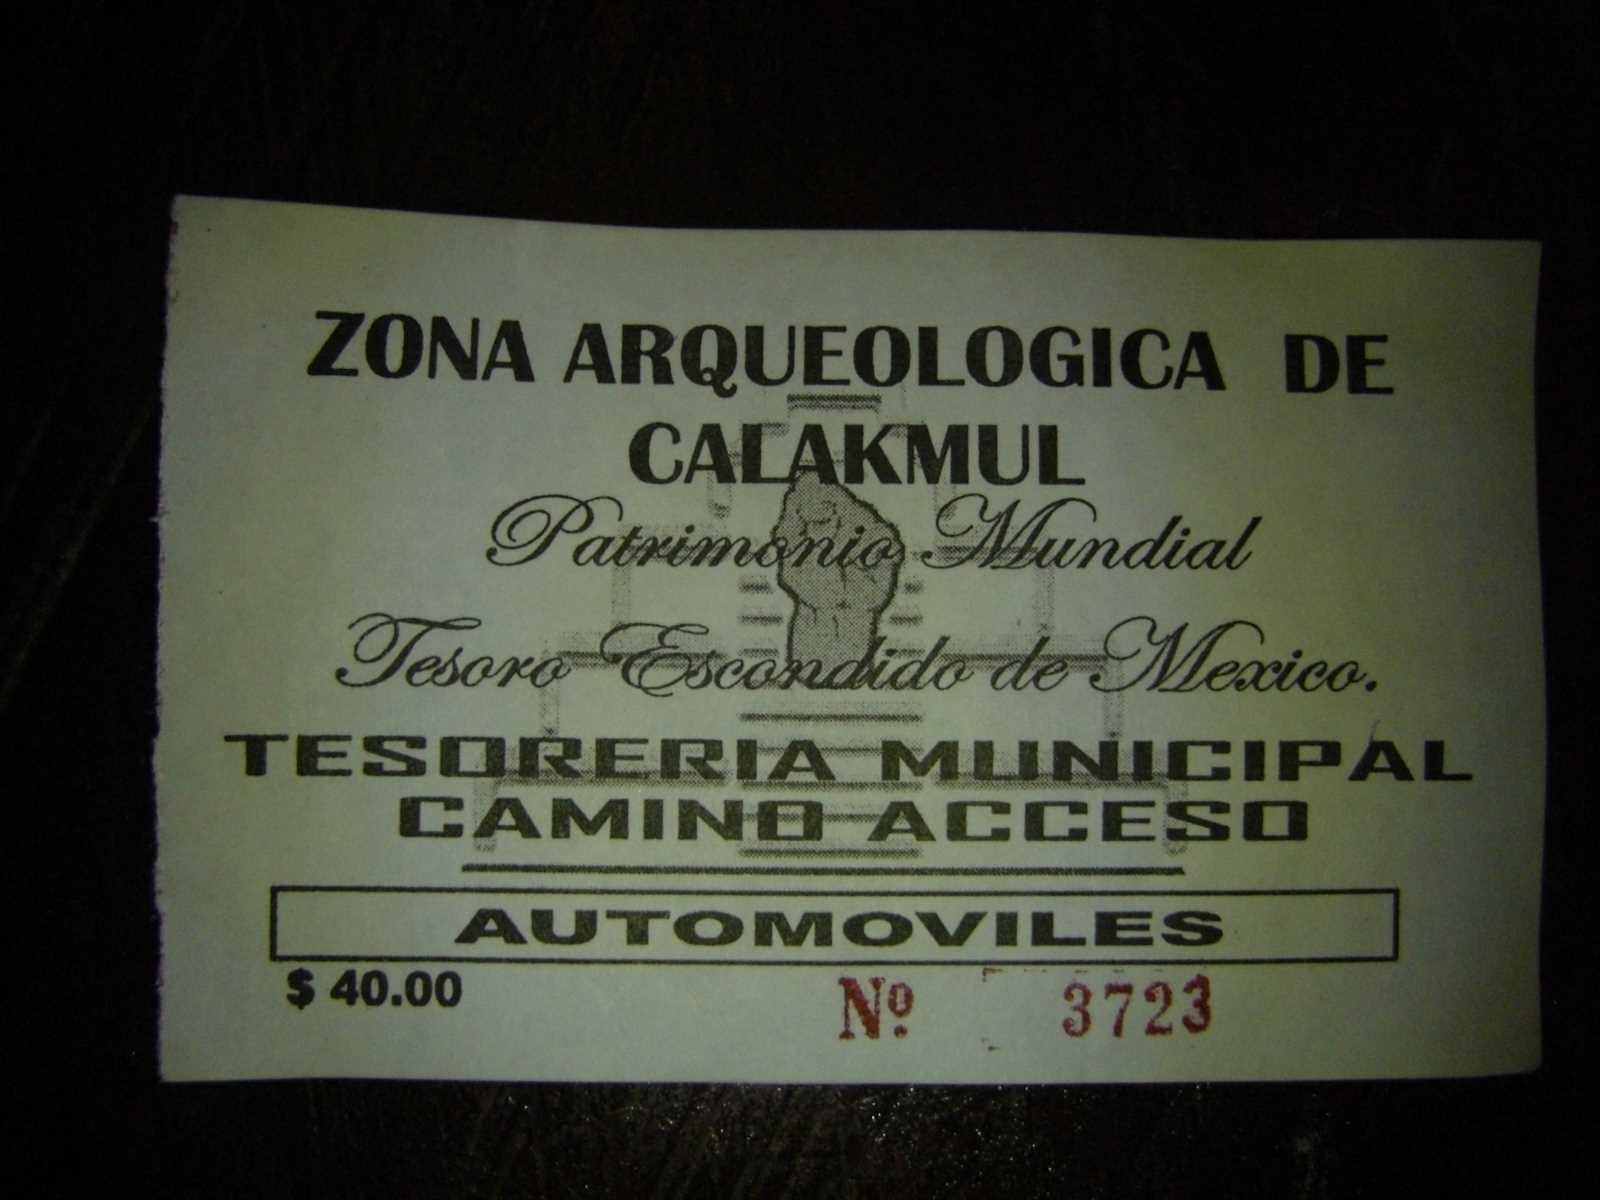 ZONA ARQUEOLOGICA DE
CALAKMUL
Patrimonio Mundial
Tesoro Escondido de Mexico.
TESORERIA MUNICIPAL
CAMINO ACCESO
AUTOMOVILES
$ 40.00 Nº 3723